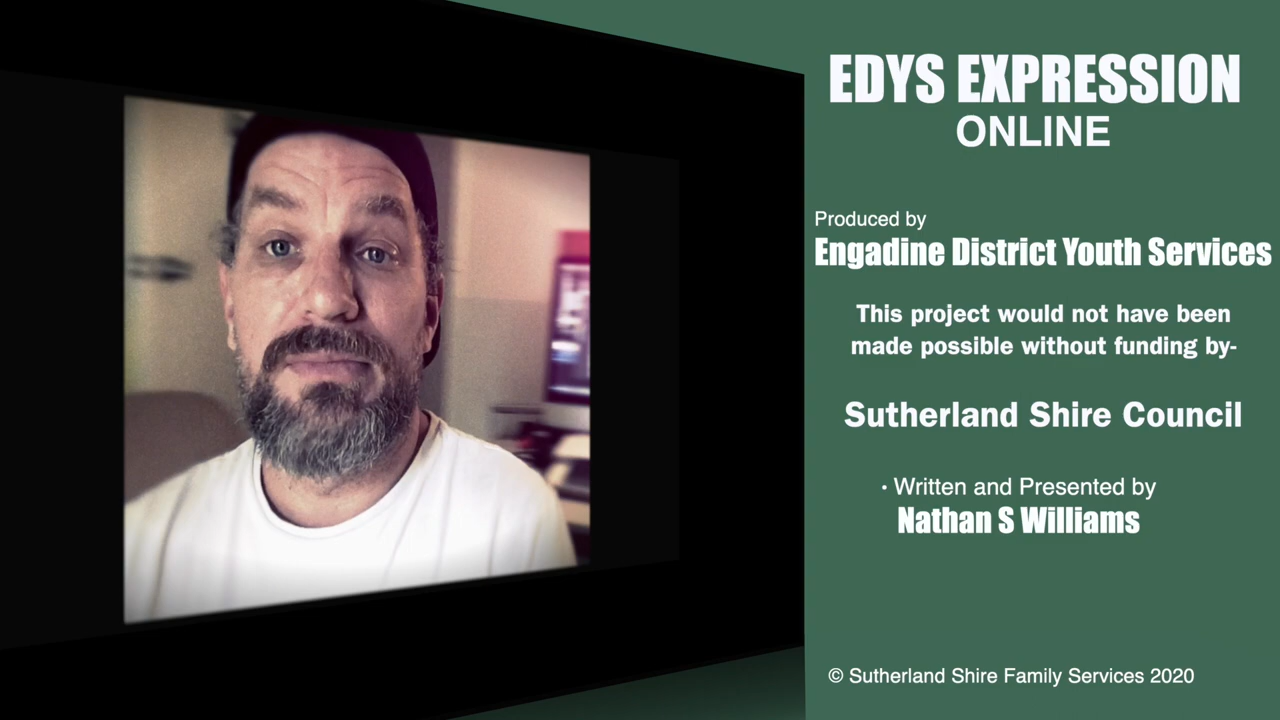 EDYS EXPRESSION
ONLINE
Produced by
Engadine District Youth Services
This project would not have been
made possible without funding by-
Sutherland Shire Council
· Written and Presented by
Nathan S Williams
© Sutherland Shire Family Services 2020